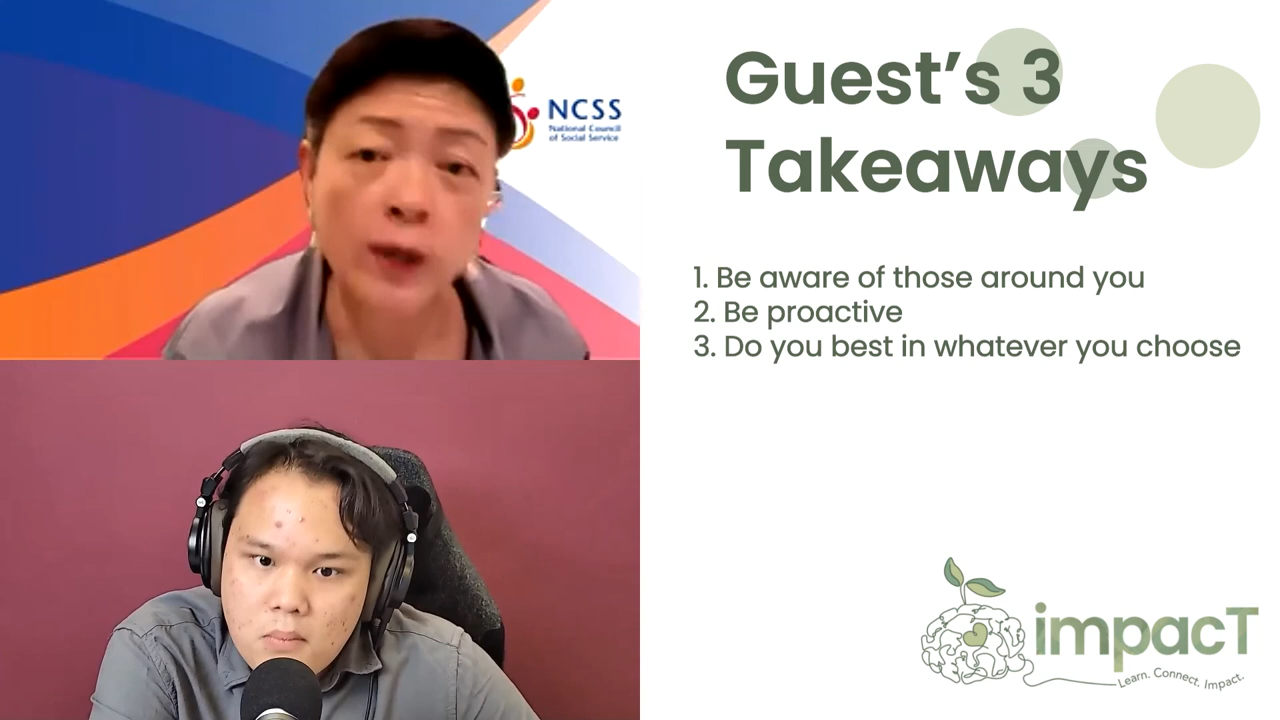 NCSS
National Council
of Social Service
Guest’s 3
Takeaways
1. Be aware of those around you
2. Be proactive
3. Do you best in whatever you choose
impacT
Learn. Connect. Impact.